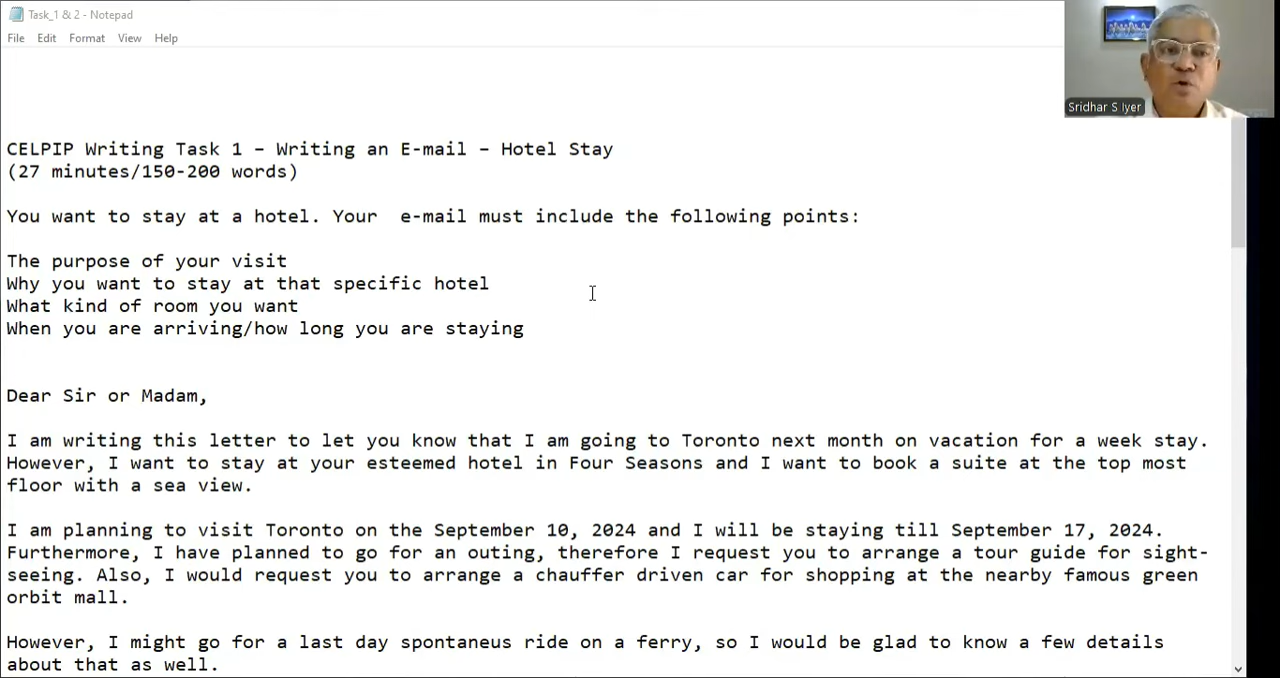 Task_1 & 2 - Notepad
File Edit Format View Help
Sridhar S Iyer
CELPIP Writing Task 1 – Writing an E-mail – Hotel Stay
(27 minutes/150-200 words)
You want to stay at a hotel. Your  e-mail must include the following points:
The purpose of your visit
Why you want to stay at that specific hotel
What kind of room you want
When you are arriving/how long you are staying
Dear Sir or Madam,
I am writing this letter to let you know that I am going to Toronto next month on vacation for a week stay.
However, I want to stay at your esteemed hotel in Four Seasons and I want to book a suite at the top most
floor with a sea view.
I am planning to visit Toronto on the September 10, 2024 and I will be staying till September 17, 2024.
Furthermore, I have planned to go for an outing, therefore I request you to arrange a tour guide for sight-
seeing. Also, I would request you to arrange a chauffer driven car for shopping at the nearby famous green
orbit mall.
However, I might go for a last day spontaneus ride on a ferry, so I would be glad to know a few details
about that as well.